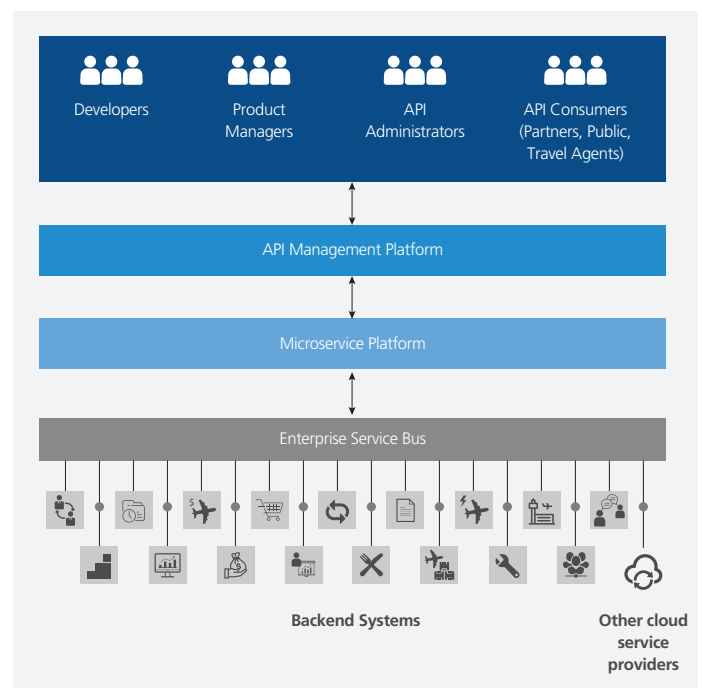 Developers
Product
Managers
API
Administrators
API Consumers
(Partners, Public,
Travel Agents)
API Management Platform
Microservice Platform
Enterprise Service Bus
$
$
Backend Systems
Other cloud
service
providers